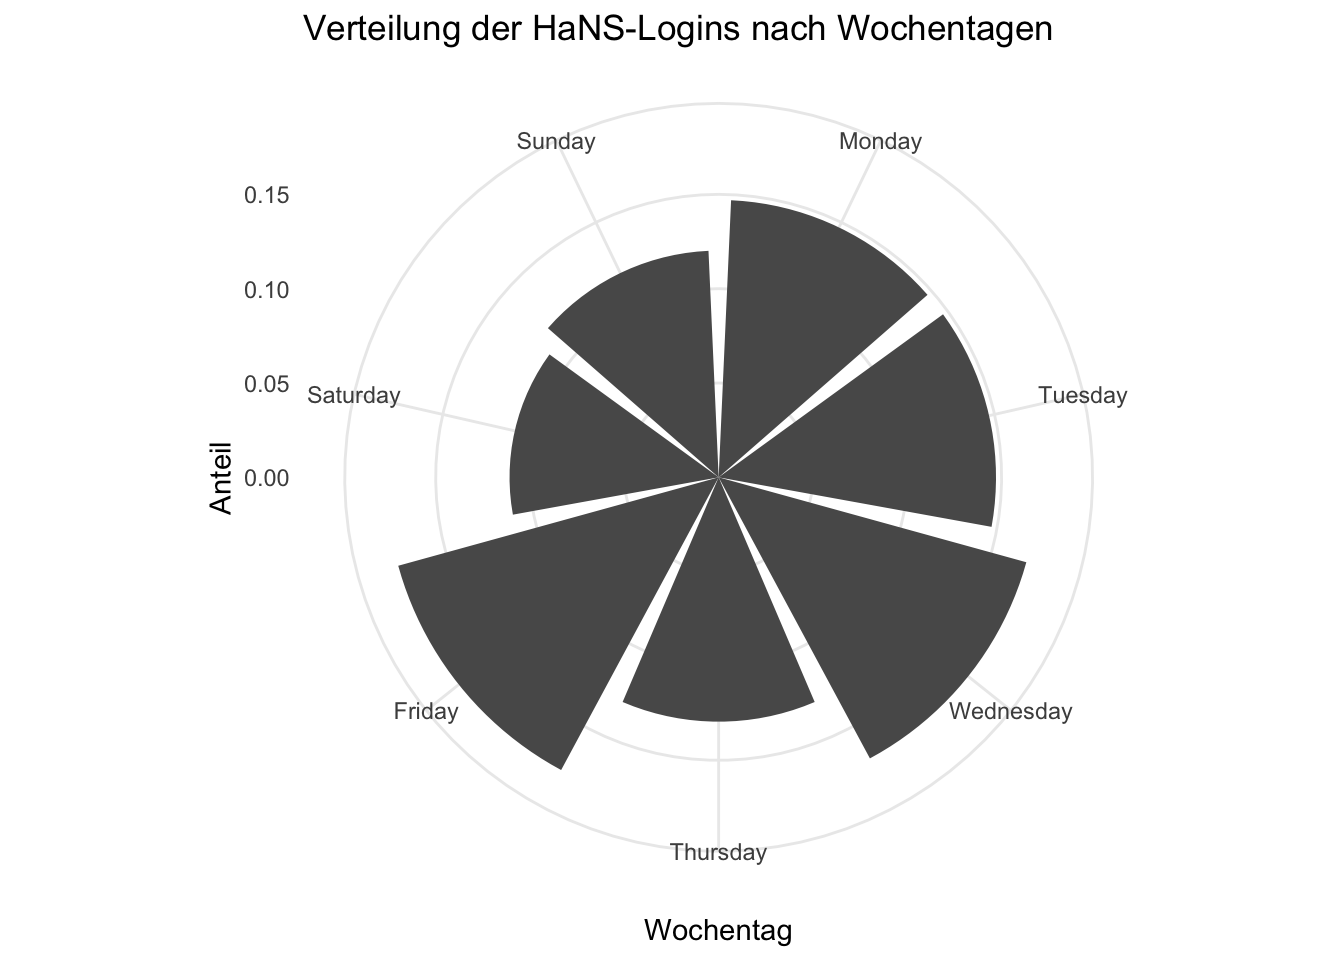 Verteilung der HaNS-Logins nach Wochentagen
Sunday
Monday
0.15
0.10
0.05
Saturday
Tuesday
0.00
Anteil
Friday
Wednesday
Thursday
Wochentag